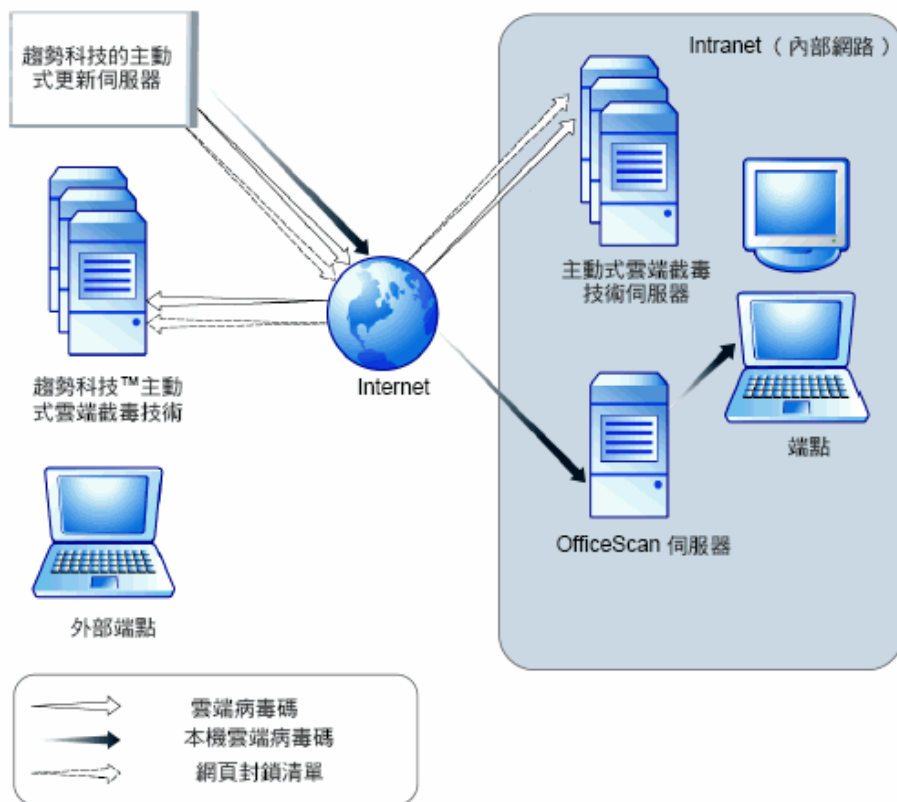 趨勢科技的主動
式更新伺服器
Intranet（內部網路）
主動式雲端截毒
技術伺服器
趨勢科技™主動
式雲端截毒技術
Internet
端點
OfficeScan 伺服器
外部端點
雲端病毒碼
本機雲端病毒碼
網頁封鎖清單